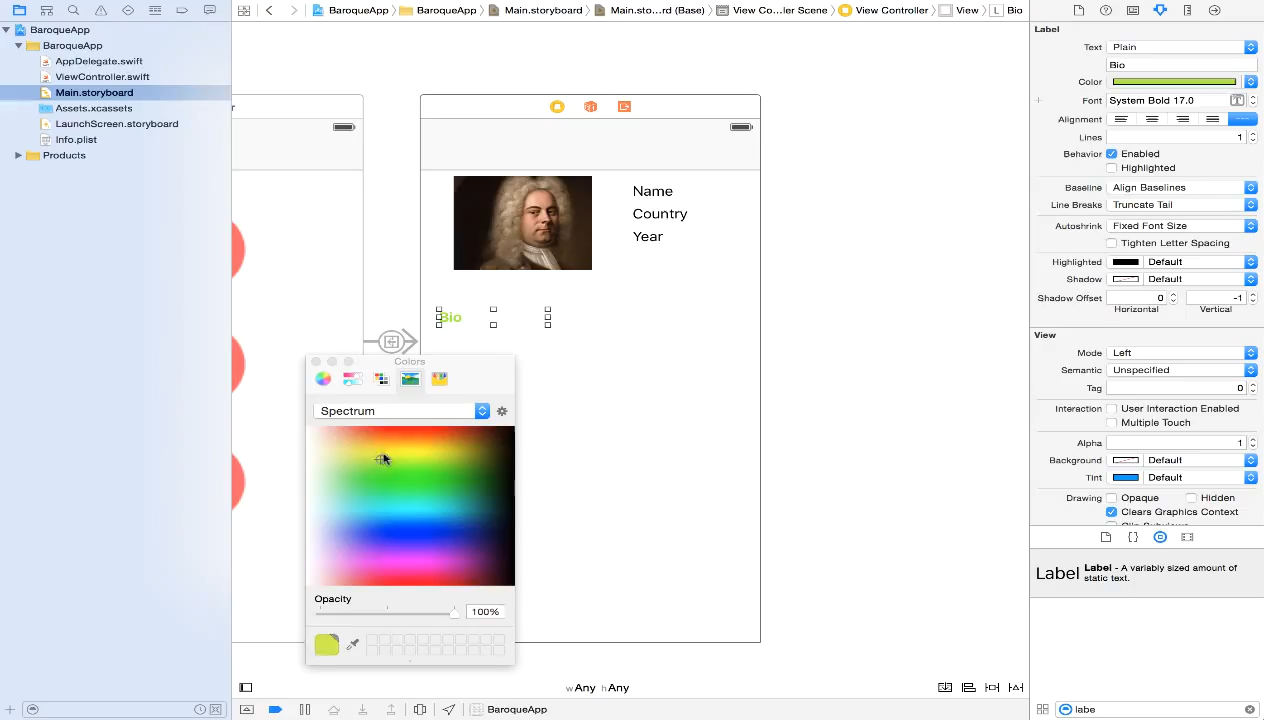 BaroqueApp
BaroqueApp
Main.storyboard
Main.sto...rd (Base)
View Co...ler Scene
View Controller
View
L Bio
BaroqueApp
AppDelegate.swift
ViewController.swift
Main.storyboard
Assets.xcassets
LaunchScreen.storyboard
Info.plist
Products
r
Name
Country
Year
Bio
Colors
Spectrum
Opacity
100%
wAny hAny
BaroqueApp
Label
Text Plain
Bio
Color
Font System Bold 17.0 T
Alignment
Lines 1
Behavior Enabled
Highlighted
Baseline Align Baselines
Line Breaks Truncate Tail
Autoshrink Fixed Font Size
Tighten Letter Spacing
Highlighted Default
Shadow Default
Shadow Offset 0 -1
Horizontal Vertical
View
Mode Left
Semantic Unspecified
Tag 0
Interaction User Interaction Enabled
Multiple Touch
Alpha 1
Background Default
Tint Default
Drawing Opaque Hidden
Clears Graphics Context
Label Label - A variably sized amount of
static text.
labe